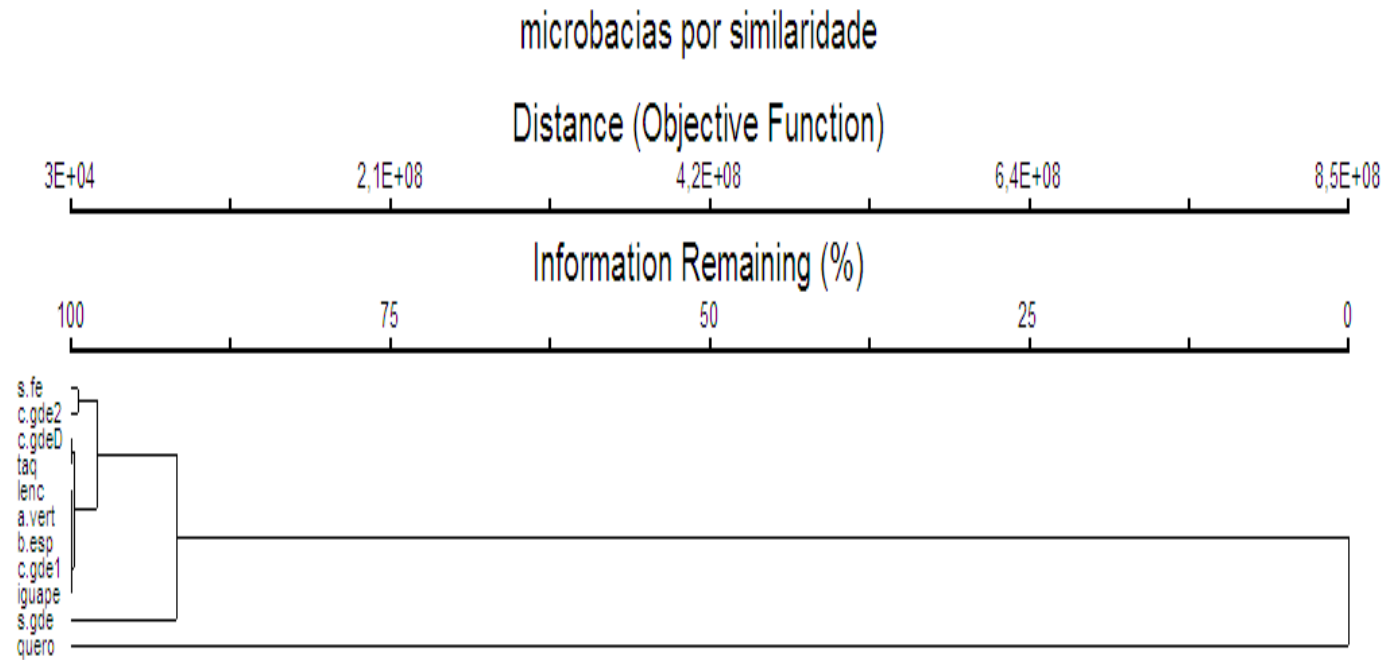 microbacias por similaridade
Distance (Objective Function)
3E+04 2,1E+08 4,2E+08 6,4E+08 8,5E+08
Information Remaining (%)
100 75 50 25 0
s.fe
c.gde2
c.gdeD
taq
lenc
a.vert
b.esp
c.gde1
iguape
s.gde
quero